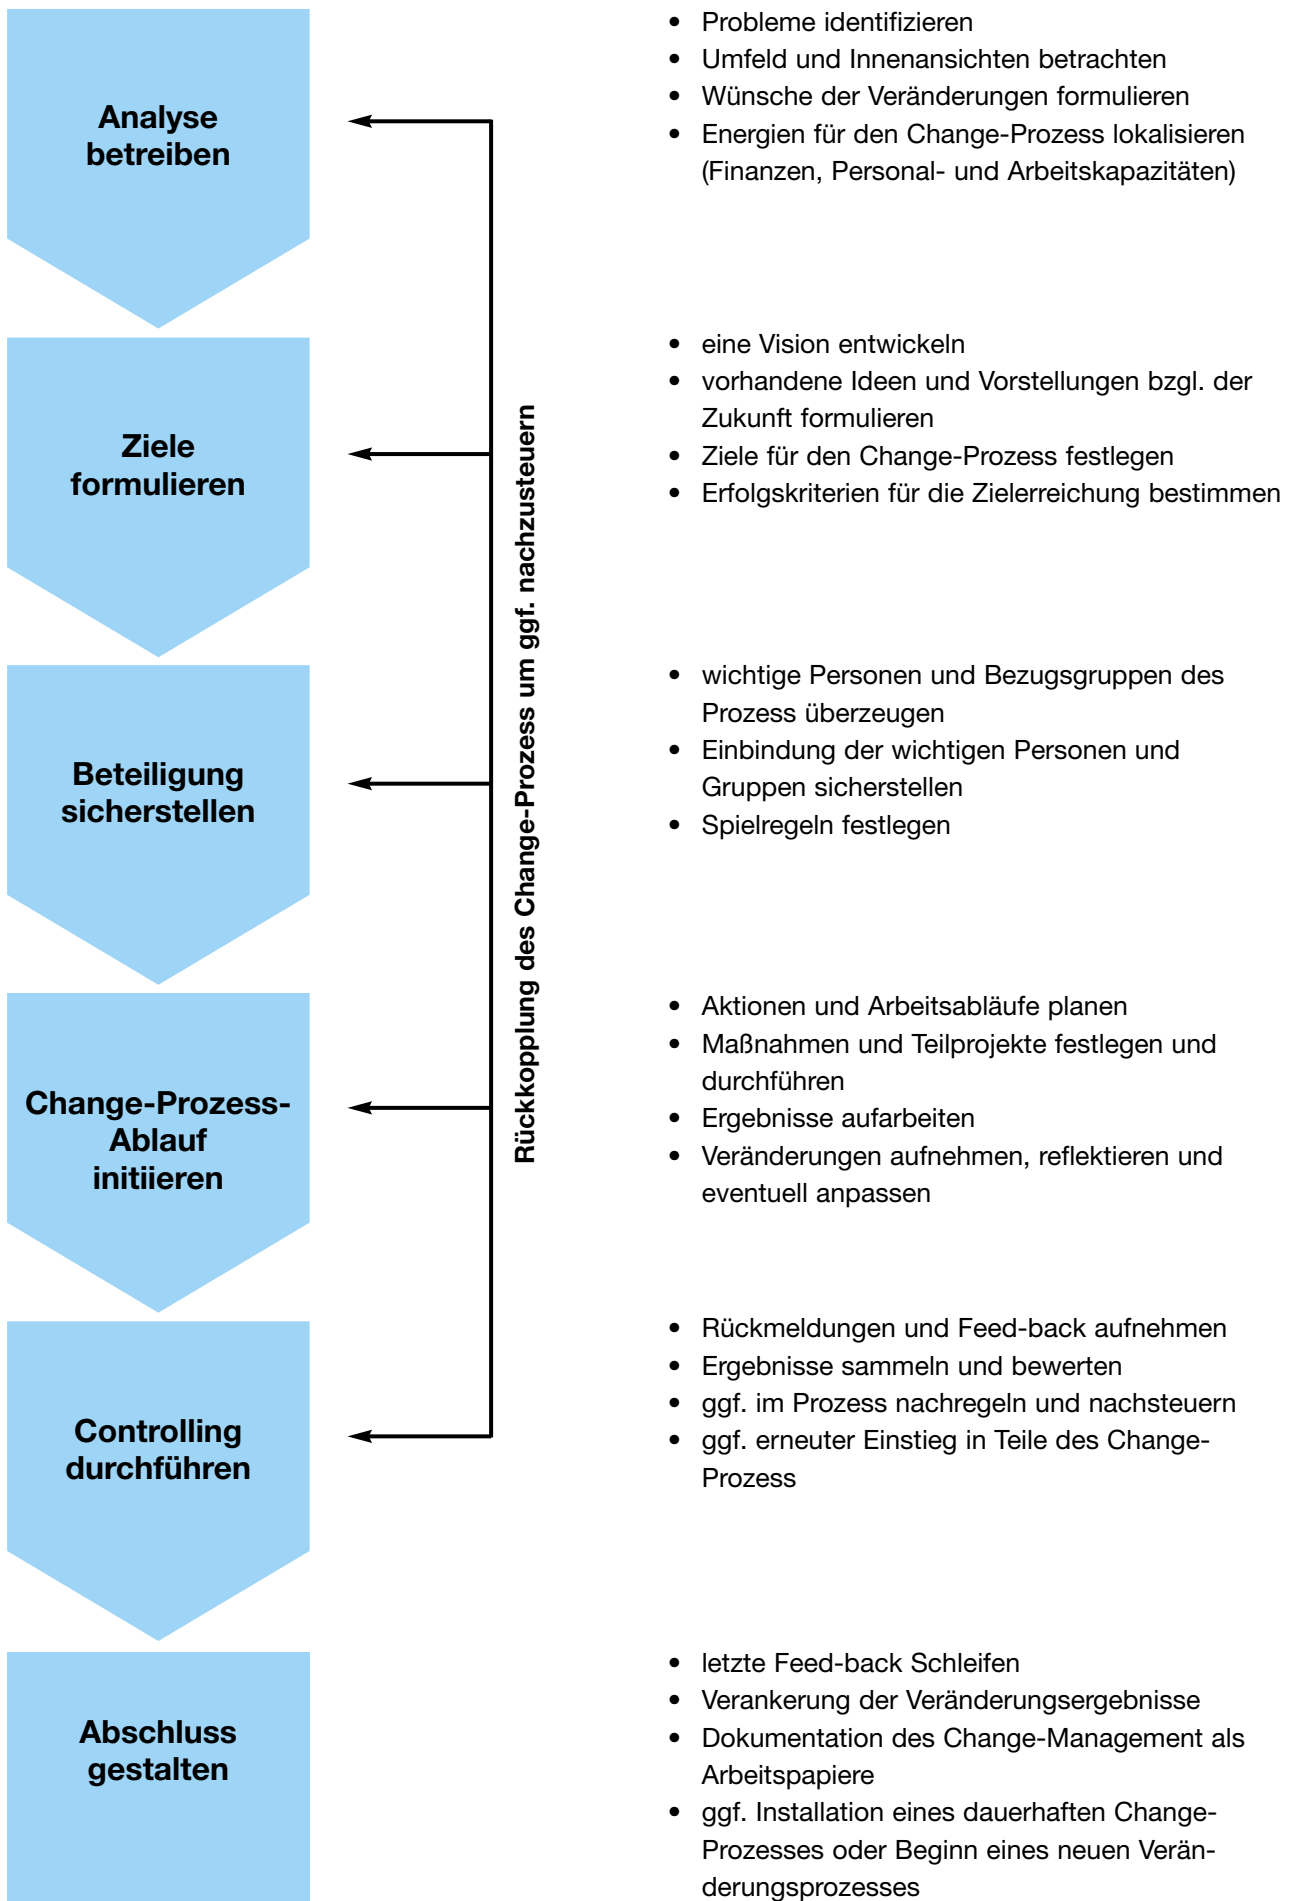 Analyse
betreiben
• Probleme identifizieren
• Umfeld und Innenansichten betrachten
• Wünsche der Veränderungen formulieren
• Energien für den Change-Prozess lokalisieren
(Finanzen, Personal- und Arbeitskapazitäten)
Ziele
formulieren
• eine Vision entwickeln
• vorhandene Ideen und Vorstellungen bzgl. der
Zukunft formulieren
• Ziele für den Change-Prozess festlegen
• Erfolgskriterien für die Zielerreichung bestimmen
Rückkopplung des Change-Prozess um ggf. nachzusteuern
Beteiligung
sicherstellen
• wichtige Personen und Bezugsgruppen des
Prozess überzeugen
• Einbindung der wichtigen Personen und
Gruppen sicherstellen
• Spielregeln festlegen
Change-Prozess-
Ablauf
initiieren
• Aktionen und Arbeitsabläufe planen
• Maßnahmen und Teilprojekte festlegen und
durchführen
• Ergebnisse aufarbeiten
• Veränderungen aufnehmen, reflektieren und
eventuell anpassen
Controlling
durchführen
• Rückmeldungen und Feed-back aufnehmen
• Ergebnisse sammeln und bewerten
• ggf. im Prozess nachregeln und nachsteuern
• ggf. erneuter Einstieg in Teile des Change-
Prozess
Abschluss
gestalten
• letzte Feed-back Schleifen
• Verankerung der Veränderungsergebnisse
• Dokumentation des Change-Management als
Arbeitspapiere
• ggf. Installation eines dauerhaften Change-
Prozesses oder Beginn eines neuen Verän-
derungsprozesses